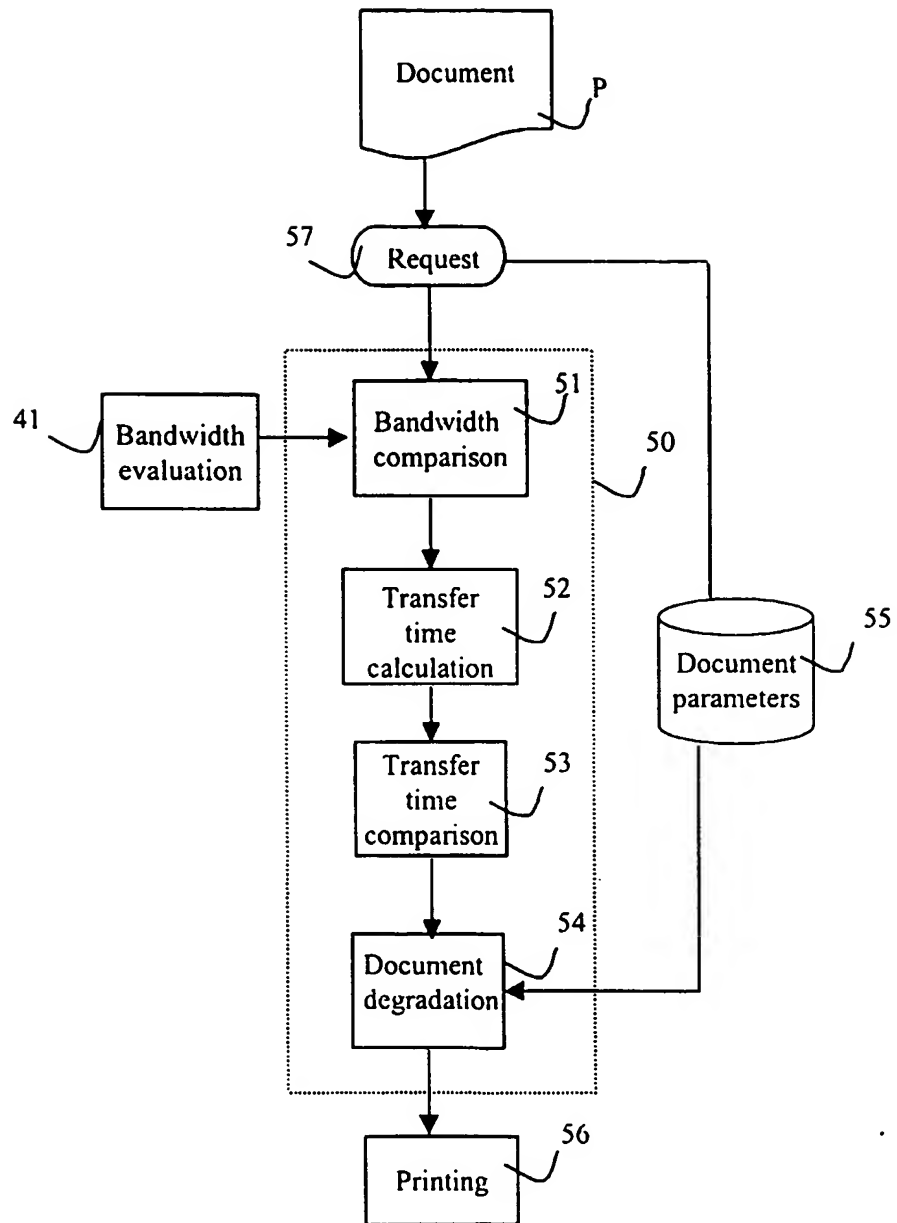 Document
P
57
Request
51
41
Bandwidth
evaluation
Bandwidth
comparison
50
52
Transfer
time
calculation
55
Document
parameters
53
Transfer
time
comparison
54
Document
degradation
56
Printing